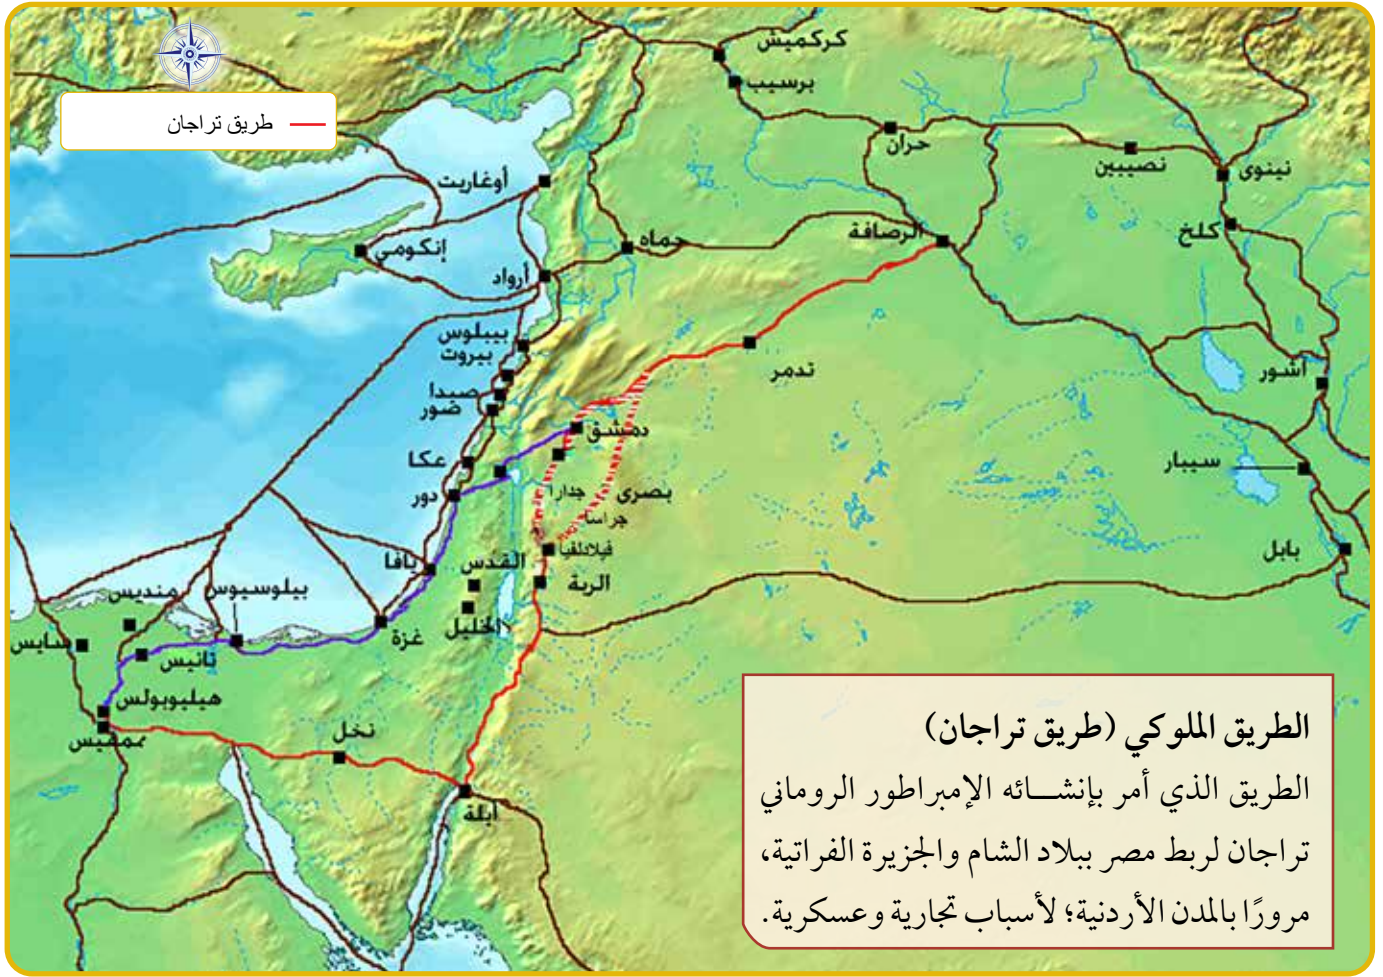 طريق تراجان
كركميش
برسيب
حران
نصيبين
نينوى
كلخ
أوغاريت
إنكومي
حماه
الرصافة
أرواد
بيبلوس
بيروت
صيدا
صور
تدمر
آشور
دمشق
عكا
سيبار
دور
جدارا
بصرى
جراسا
فيلادلفيا
بابل
يافا
القدس
الربة
بيلوسيوس
منديس
الخليل
غزة
سايس
تانيس
هيليوبولس
ممفيس
نخل
أيلة
الطريق الملوكي (طريق تراجان)
الطريق الذي أمر بإنشائه الإمبراطور الروماني
تراجان لربط مصر ببلاد الشام والجزيرة الفراتية،
مرورًا بالمدن الأردنية؛ لأسباب تجارية وعسكرية.